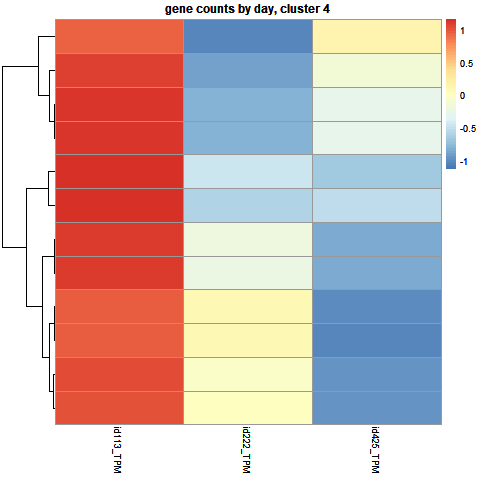 gene counts by day, cluster 4
1
0.5
0
-0.5
-1
id113_TPM
id222_TPM
id425_TPM